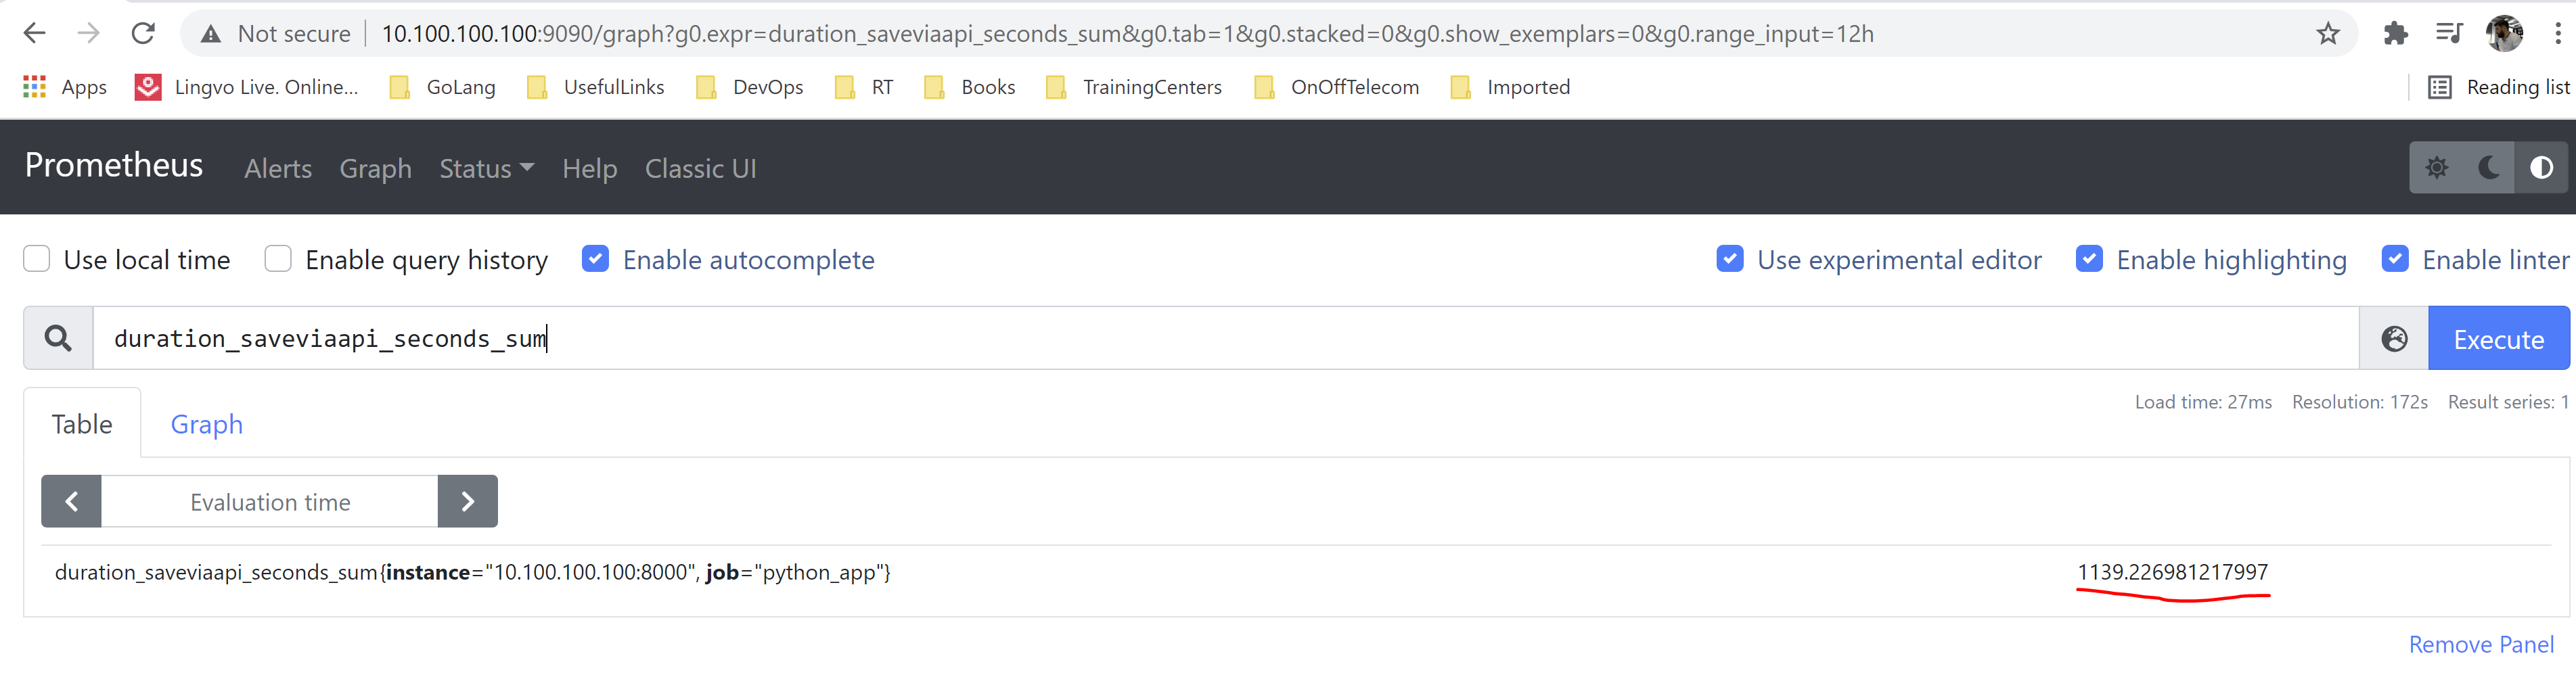 Not secure | 10.100.100.100:9090/graph?g0.expr=duration_saveviaapi_seconds_sum&g0.tab=1&g0.stacked=0&g0.show_exemplars=0&g0.range_input=12h
Apps Lingvo Live. Online... GoLang UsefulLinks DevOps RT Books TrainingCenters OnOffTelecom Imported Reading list
Prometheus Alerts Graph Status Help Classic UI
Use local time Enable query history Enable autocomplete Use experimental editor Enable highlighting Enable linter
duration_saveviaapi_seconds_sum Execute
Table Graph Load time: 27ms Resolution: 172s Result series: 1
Evaluation time
duration_saveviaapi_seconds_sum{instance="10.100.100.100:8000", job="python_app"} 1139.226981217997
Remove Panel